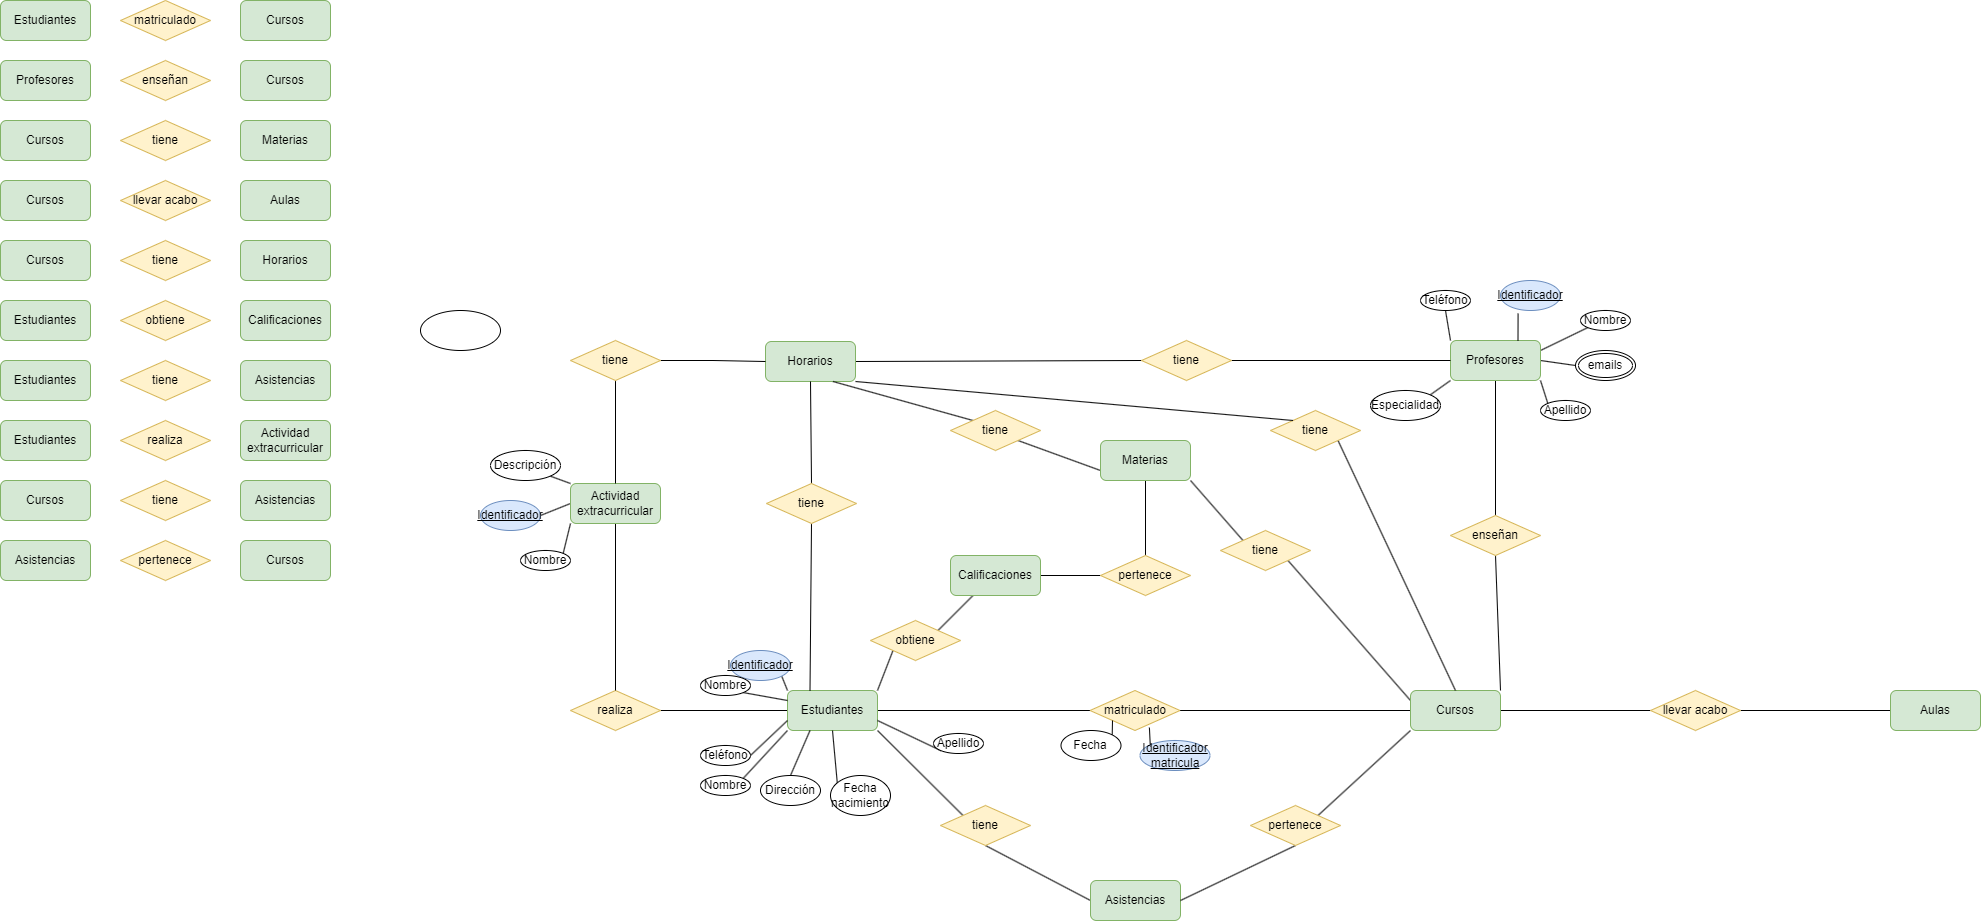 Estudiantes matriculado Cursos
Profesores enseñan Cursos
Cursos tiene Materias
Cursos llevar acabo Aulas
Cursos tiene Horarios
Estudiantes obtiene Calificaciones
Estudiantes tiene Asistencias
Estudiantes realiza Actividad
extracurricular
Cursos tiene Asistencias
Asistencias pertenece Cursos
Teléfono
Identificador
Nombre
tiene
Horarios
tiene
Profesores
emails
Especialidad
Apellido
tiene
tiene
Materias
Descripción
Identificador
Actividad
extracurricular
Nombre
tiene
tiene
enseñan
Calificaciones
pertenece
obtiene
Identificador
Nombre
realiza
Estudiantes
matriculado
Cursos
llevar acabo
Aulas
Teléfono
Nombre
Dirección
Fecha
nacimiento
Apellido
Fecha
Identificador
matricula
tiene
pertenece
Asistencias